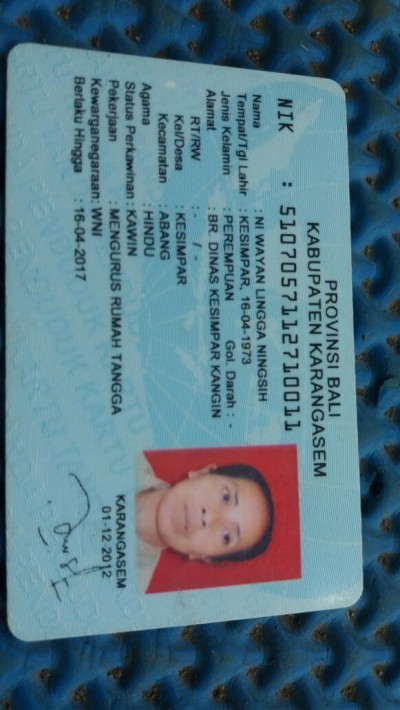 PROVINSI BALI
KABUPATEN KARANGASEM
NIK : 5107057112710011
Nama : NI WAYAN LINGGA NINGSIH
Tempat/Tgl Lahir : KESIMPAR, 16-04-1973
Jenis Kelamin : PEREMPUAN Gol. Darah : -
Alamat : BR. DINAS KESIMPAR KANGIN
RT/RW : - / -
Kel/Desa : KESIMPAR
Kecamatan : ABANG
Agama : HINDU
Status Perkawinan : KAWIN
Pekerjaan : MENGURUS RUMAH TANGGA
Kewarganegaraan : WNI
Berlaku Hingga : 16-04-2017
KARANGASEM
01-12-2012